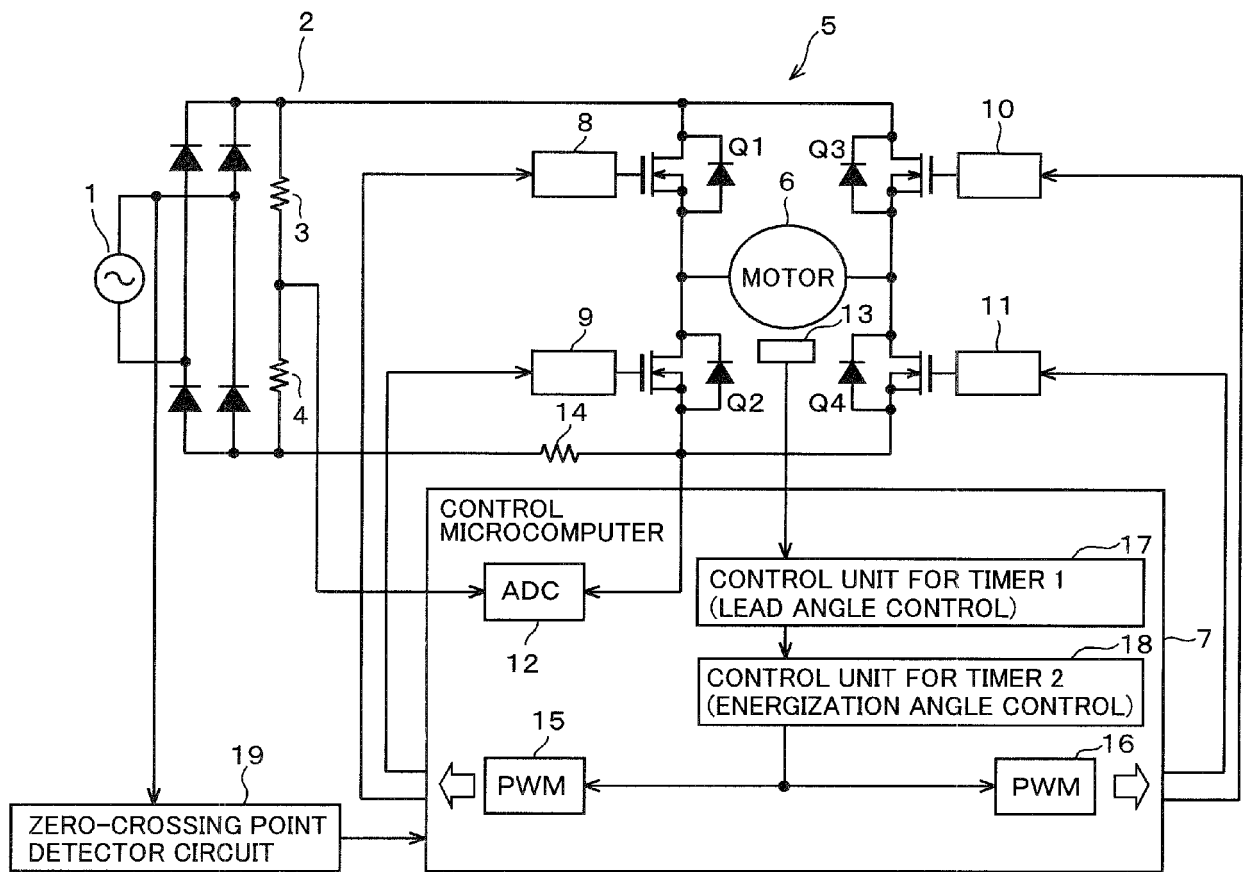 2
5
8
10
Q1
Q3
1
3
6
MOTOR
13
9
11
4
14
Q2
Q4
CONTROL
MICROCOMPUTER
17
ADC
CONTROL UNIT FOR TIMER 1
(LEAD ANGLE CONTROL)
12
18
7
CONTROL UNIT FOR TIMER 2
(ENERGIZATION ANGLE CONTROL)
15
16
PWM
PWM
19
ZERO-CROSSING POINT
DETECTOR CIRCUIT